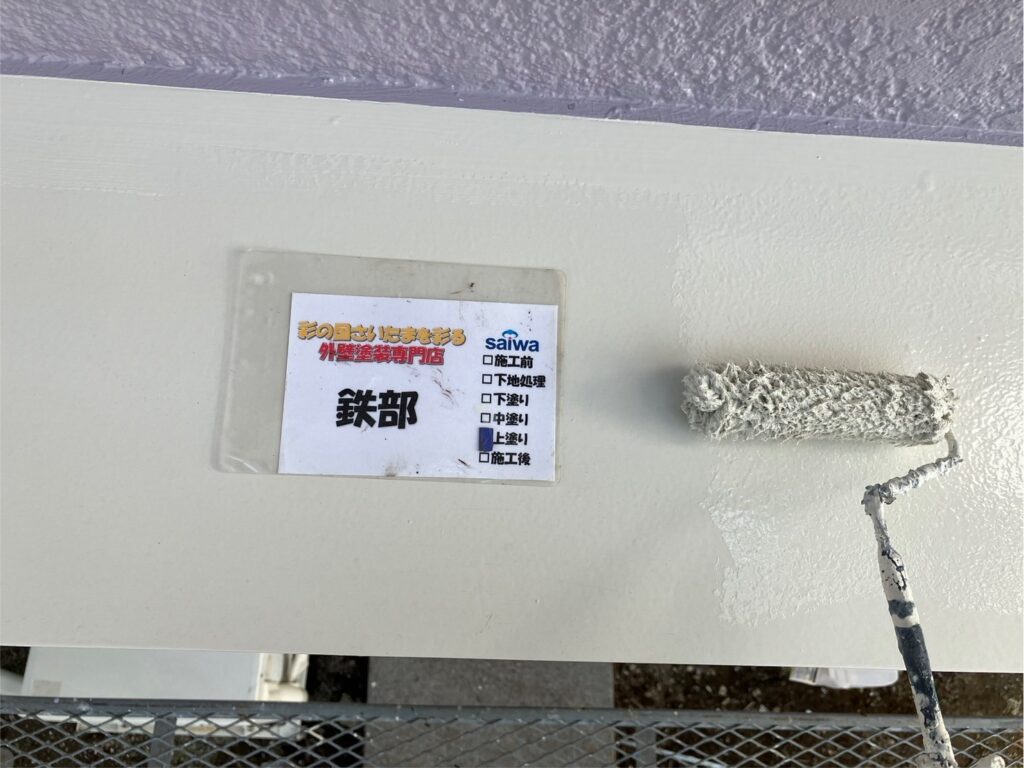 彩の国さいたまを彩る
外壁塗装専門店
鉄部
saiwa
□施工前
□下地処理
□下塗り
□中塗り
上塗り
□施工後